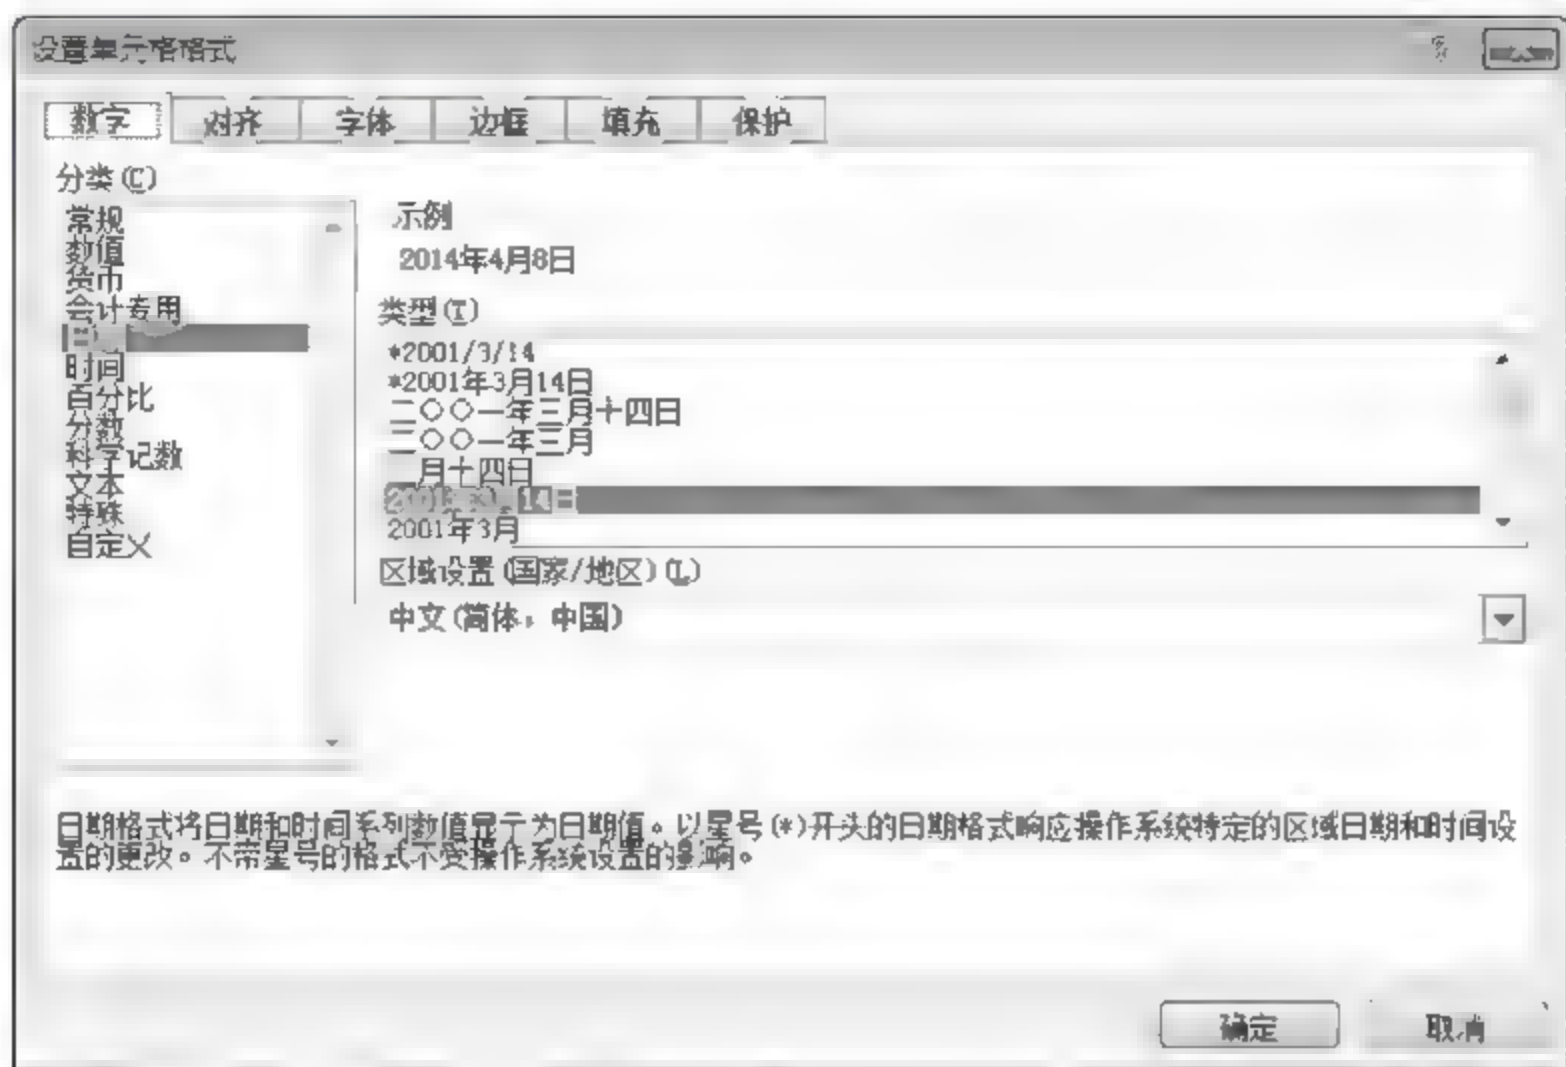 设置单元格格式
数字 对齐 字体 边框 填充 保护
分类(C)
常规
数值
货币
会计专用
时间
百分比
分数
科学记数
文本
特殊
自定义
示例
2014年4月8日
类型(T)
*2001/3/14
*2001年3月14日
二〇〇一年三月十四日
二〇〇一年三月
月十四日
2001年3月14日
2001年3月
区域设置(国家/地区)(L)
中文(简体，中国)
日期格式将日期和时间系列数值显示为日期值。以星号(*)开头的日期格式响应操作系统特定的区域日期和时间设
置的更改。不带星号的格式不受操作系统设置的影响。
确定 取消